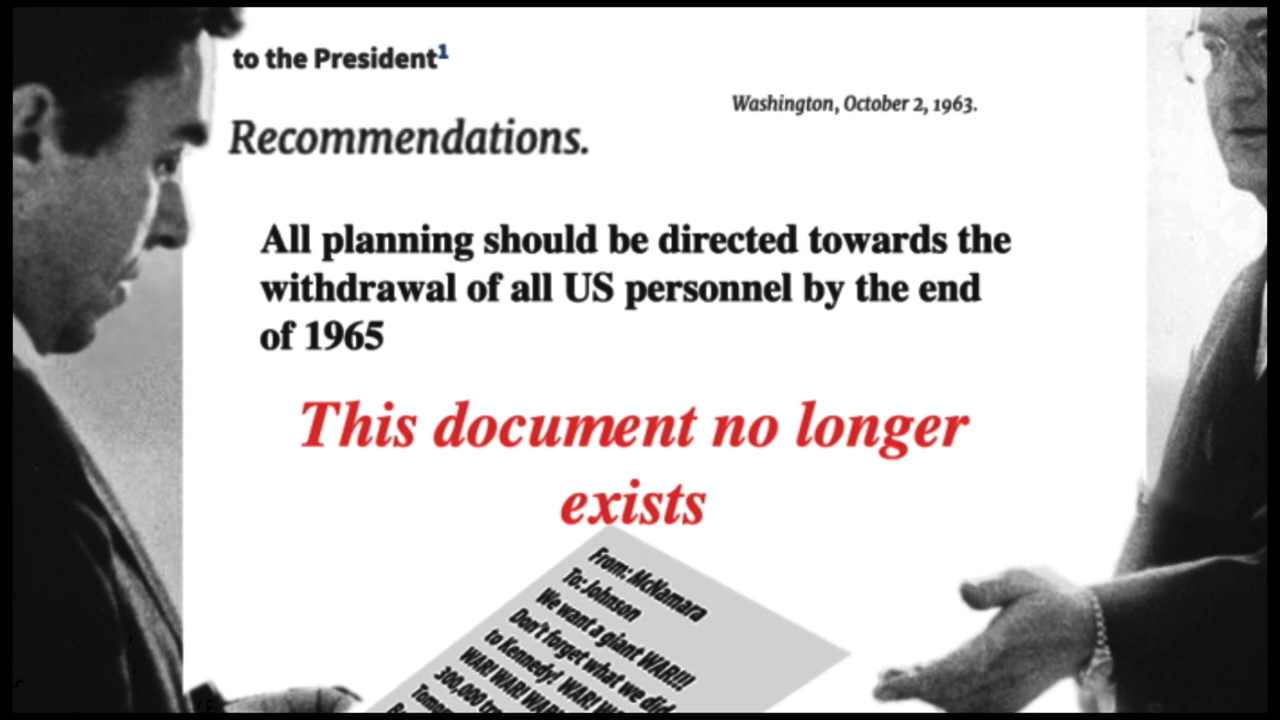 to the President¹
Washington, October 2, 1963.
Recommendations.
All planning should be directed towards the
withdrawal of all US personnel by the end
of 1965
This document no longer
exists
From: McNamara
To: Johnson
We want a giant WAR!!!
Don't forget what we did
to Kennedy! WAR!
WAR! WAR!
300,000